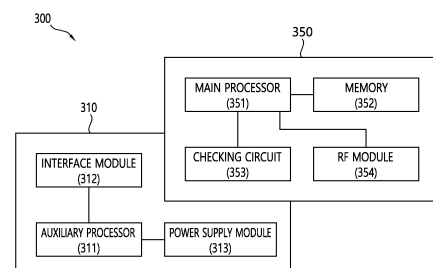 300
350
MAIN PROCESSOR
(351)
MEMORY
(352)
CHECKING CIRCUIT
(353)
RF MODULE
(354)
310
INTERFACE MODULE
(312)
AUXILIARY PROCESSOR
(311)
POWER SUPPLY MODULE
(313)